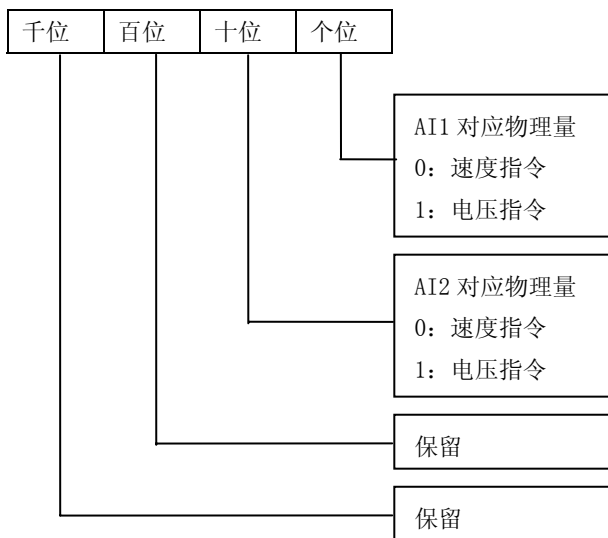 千位 百位 十位 个位
AI1 对应物理量
0: 速度指令
1: 电压指令
AI2 对应物理量
0: 速度指令
1: 电压指令
保留
保留